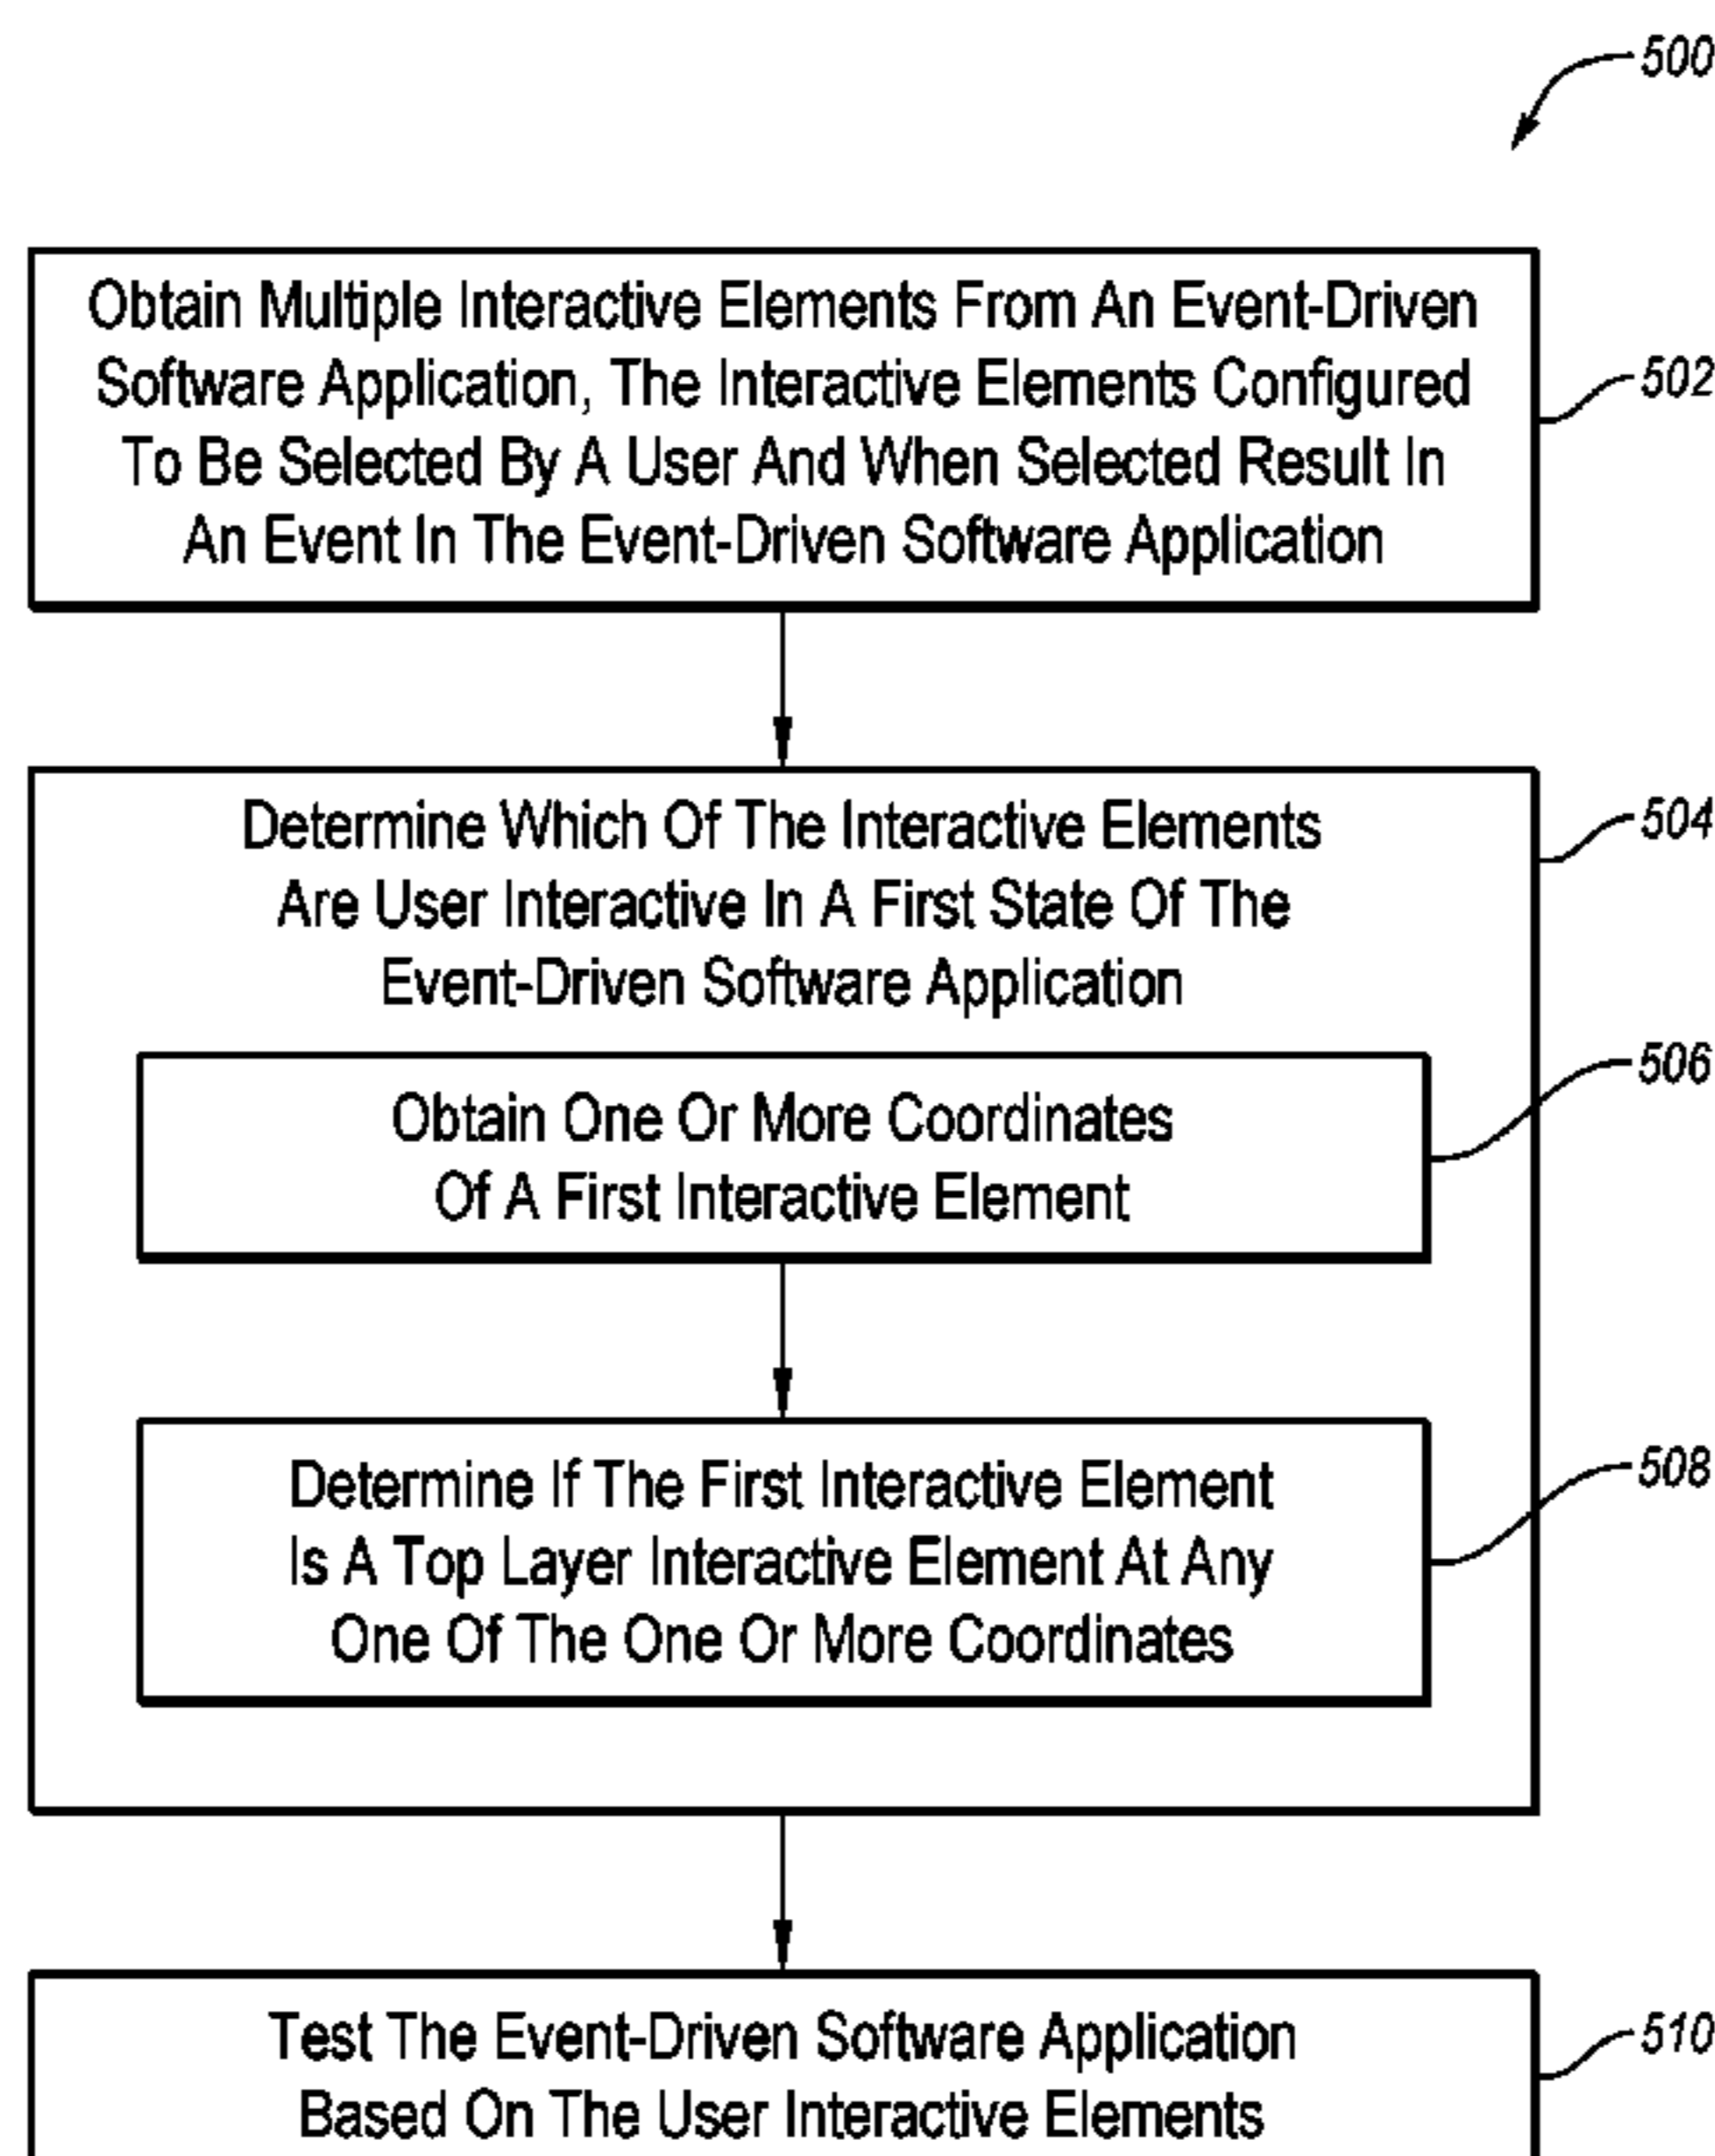 500
Obtain Multiple Interactive Elements From An Event-Driven
Software Application, The Interactive Elements Configured
To Be Selected By A User And When Selected Result In
An Event In The Event-Driven Software Application
502
Determine Which Of The Interactive Elements
Are User Interactive In A First State Of The
Event-Driven Software Application
504
Obtain One Or More Coordinates
Of A First Interactive Element
506
Determine If The First Interactive Element
Is A Top Layer Interactive Element At Any
One Of The One Or More Coordinates
508
Test The Event-Driven Software Application
Based On The User Interactive Elements
510